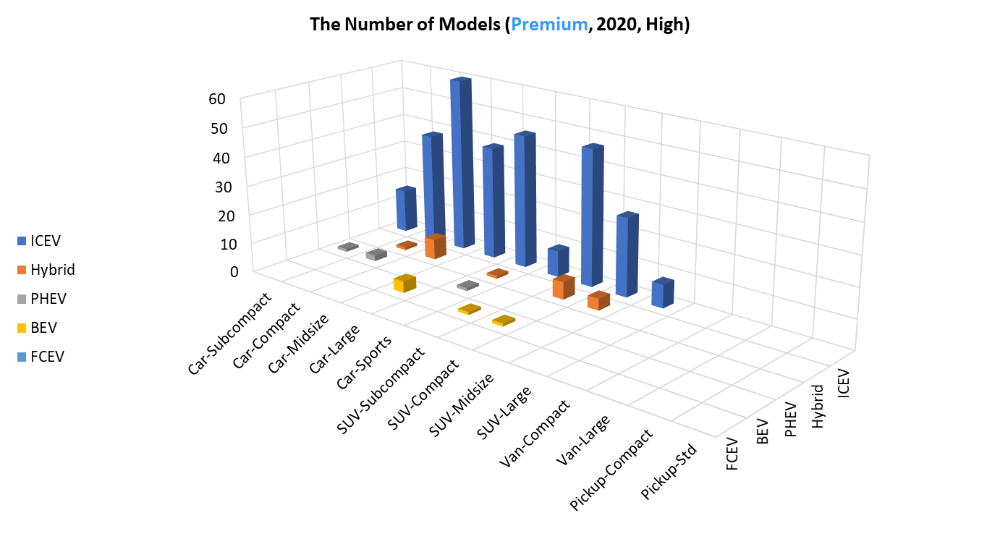 The Number of Models (Premium, 2020, High)
60
50
40
30
20
10
0
ICEV
Hybrid
PHEV
BEV
FCEV
Car-Subcompact
Car-Compact
Car-Midsize
Car-Large
Car-Sports
SUV-Subcompact
SUV-Compact
SUV-Midsize
SUV-Large
Van-Compact
Van-Large
Pickup-Compact
Pickup-Std
FCEV
BEV
PHEV
Hybrid
ICEV